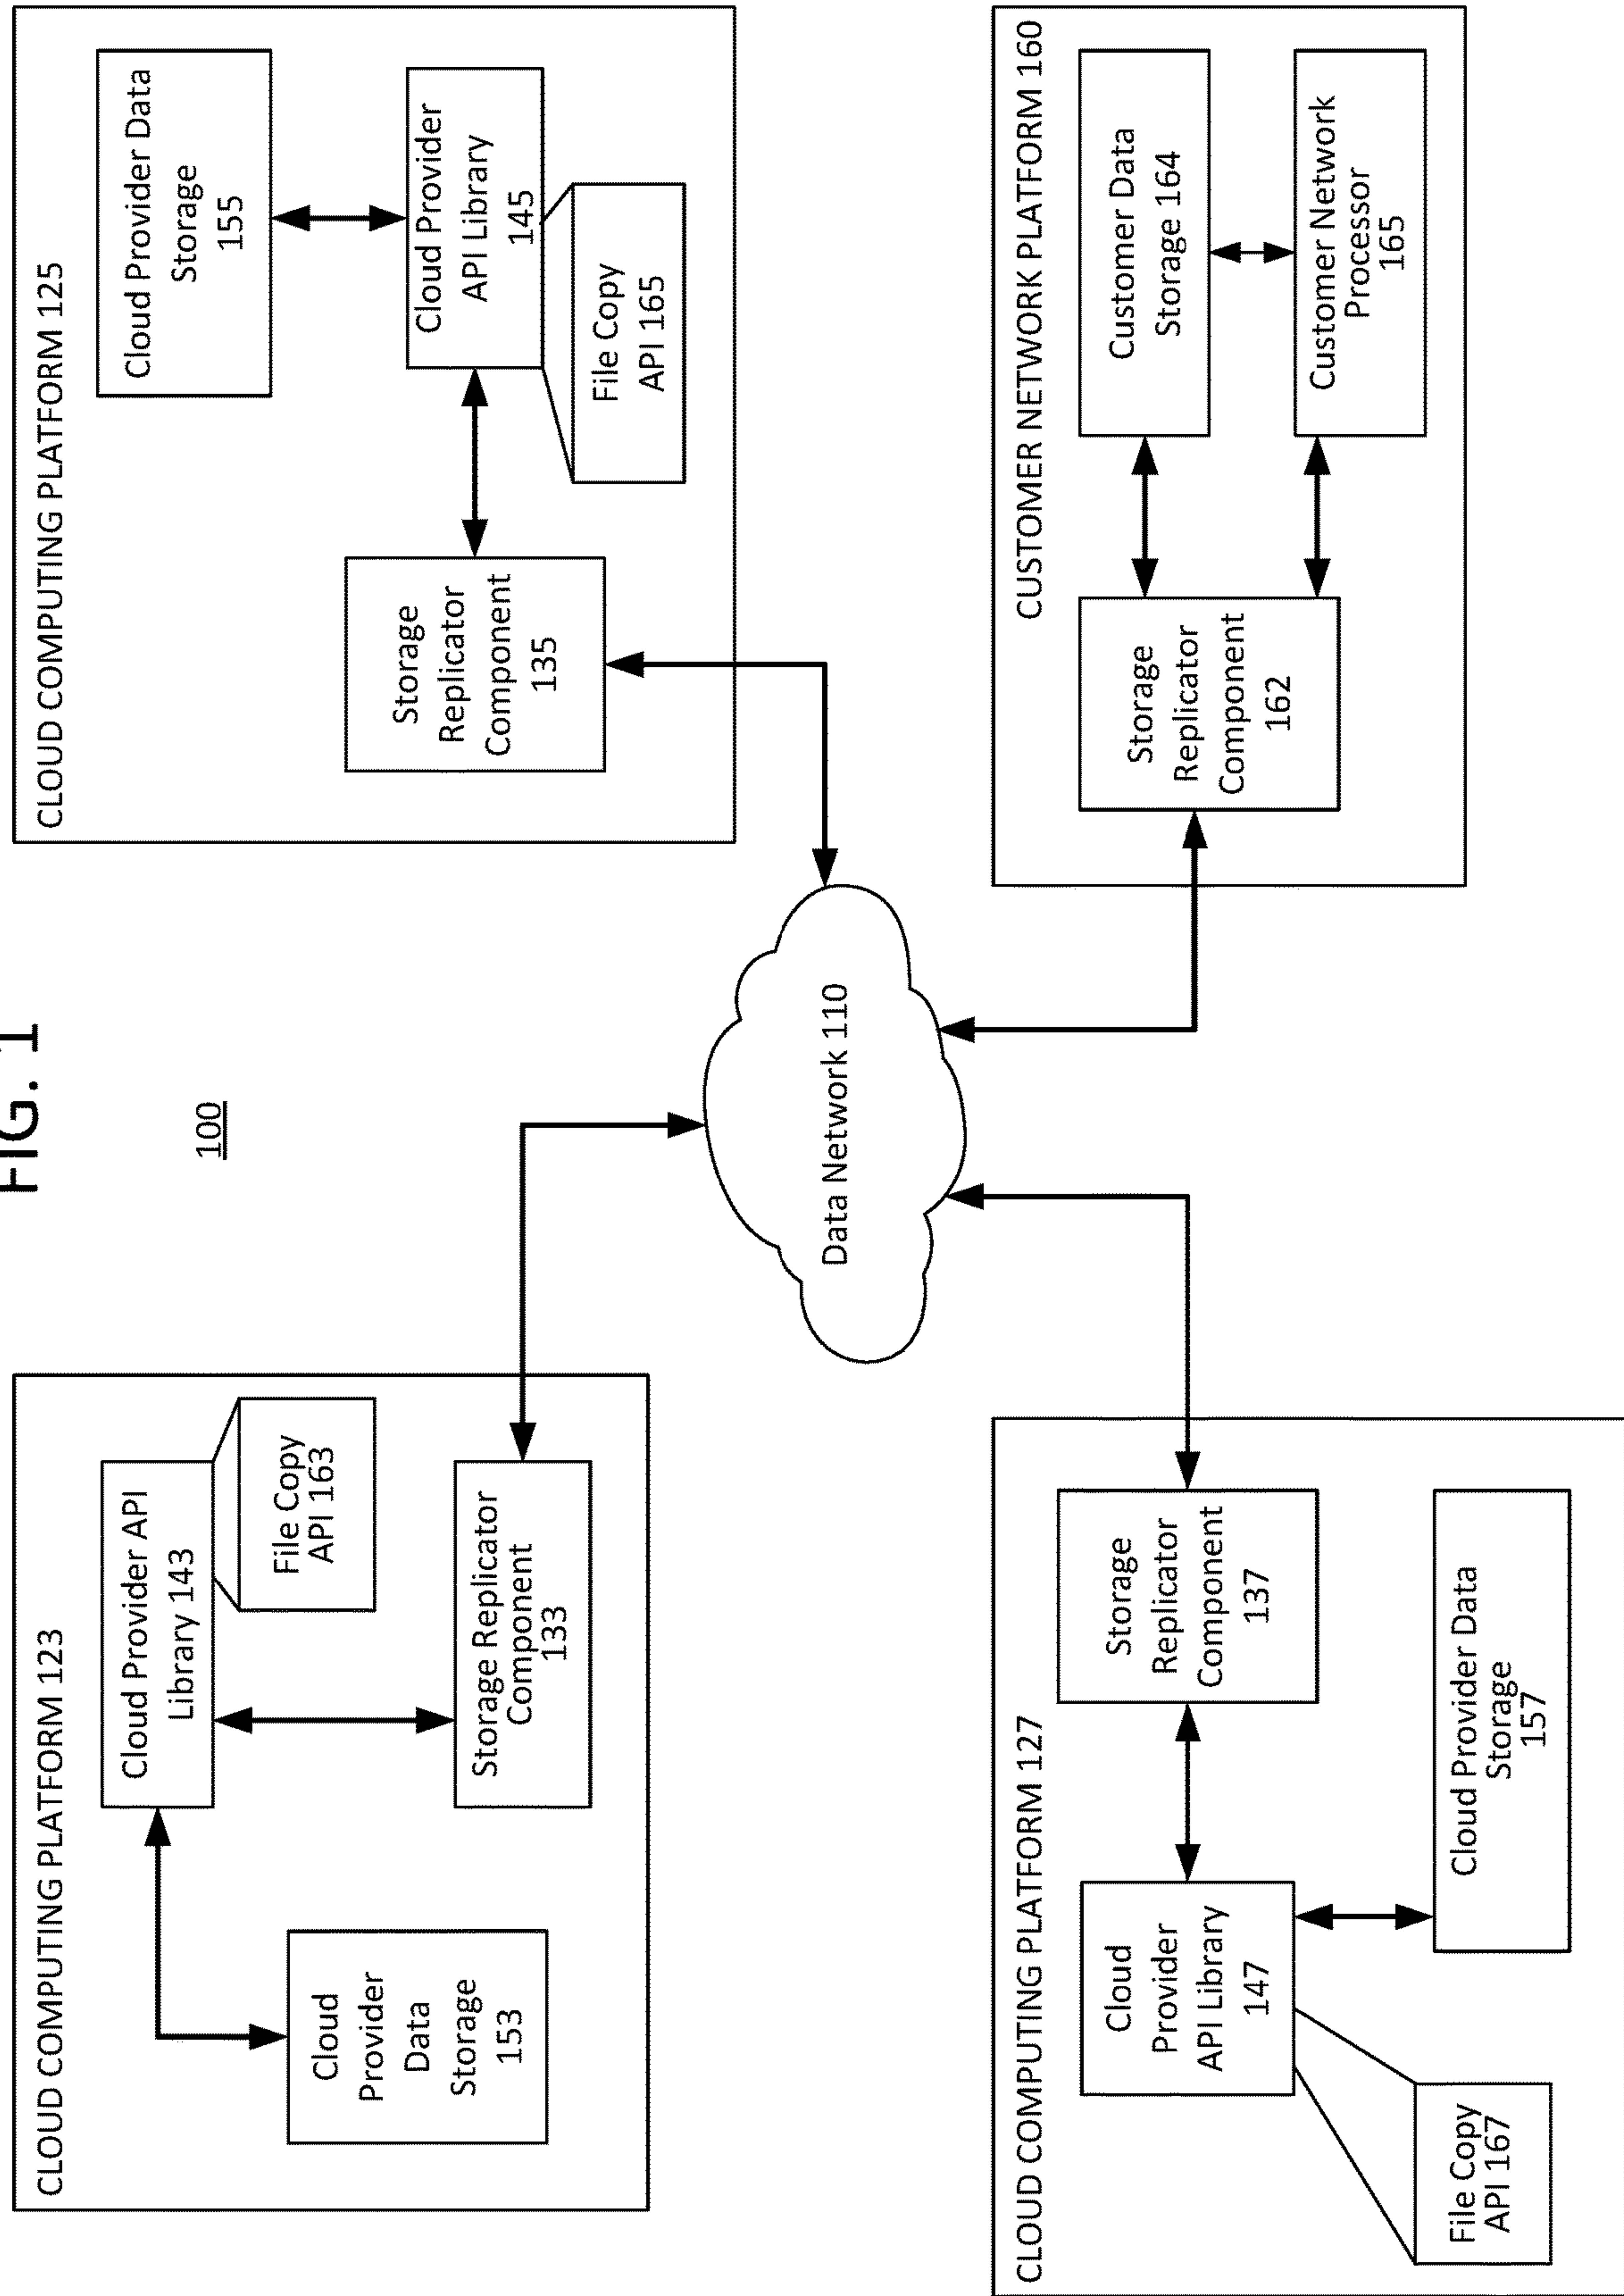 FIG. 1
100
CLOUD COMPUTING PLATFORM 123
Cloud Provider API
Library 143
File Copy
API 163
Cloud
Provider
Data
Storage
153
Storage Replicator
Component
133
CLOUD COMPUTING PLATFORM 125
Cloud Provider Data
Storage
155
Cloud Provider
API Library
145
File Copy
API 165
Storage
Replicator
Component
135
Data Network 110
CLOUD COMPUTING PLATFORM 127
Cloud
Provider
API Library
147
Storage
Replicator
Component
137
File Copy
API 167
Cloud Provider Data
Storage
157
CUSTOMER NETWORK PLATFORM 160
Storage
Replicator
Component
162
Customer Data
Storage 164
Customer Network
Processor
165